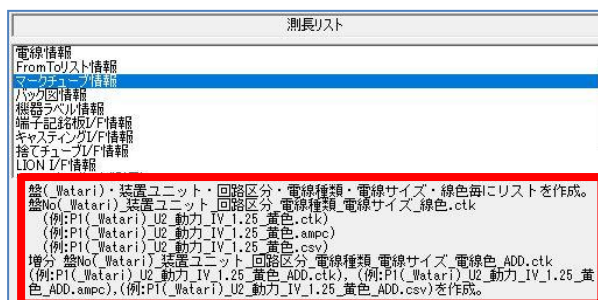 測長リスト
電線情報
FromToリスト情報
マークチューブ情報
バック図情報
機器ラベル情報
端子記銘板I/F情報
キャスティングI/F情報
捨てチューブI/F情報
LION I/F情報
盤(_Watari)・装置ユニット・回路区分・電線種類・電線サイズ・線色毎にリストを作成。
盤No(_Watari)_装置ユニット_回路区分_電線種類_電線サイズ_線色.ctk
(例:P1(_Watari)_U2_動力_IV_1.25_黄色.ctk)
(例:P1(_Watari)_U2_動力_IV_1.25_黄色.ampc)
(例:P1(_Watari)_U2_動力_IV_1.25_黄色.csv)
増分 盤No(_Watari)_装置ユニット_回路区分_電線種類_電線サイズ_電線色_ADD.ctk
(例:P1(_Watari)_U2_動力_IV_1.25_黄色_ADD.ctk), (例:P1(_Watari)_U2_動力_IV_1.25_黄
色_ADD.ampc),(例:P1(_Watari)_U2_動力_IV_1.25_黄色_ADD.csv)を作成。